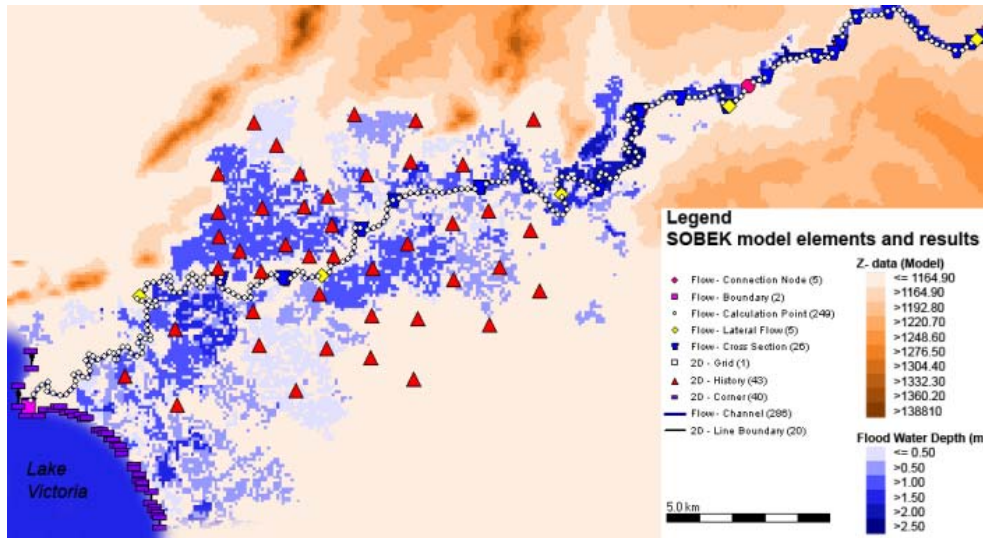 Legend
SOBEK model elements and results
Flow - Connection Node (5)
Flow - Boundary (2)
Flow - Calculation Point (249)
Flow - Lateral Flow (5)
Flow - Cross Section (26)
2D - Grid (1)
2D - History (43)
2D - Corner (40)
Flow - Channel (286)
2D - Line Boundary (20)
5.0 km
Z- data (Model)
<= 1164.90
>1164.90
>1192.80
>1220.70
>1248.60
>1276.50
>1304.40
>1332.30
>1360.20
>138810
Flood Water Depth (m
<= 0.50
>0.50
>1.00
>1.50
>2.00
>2.50
Lake
Victoria